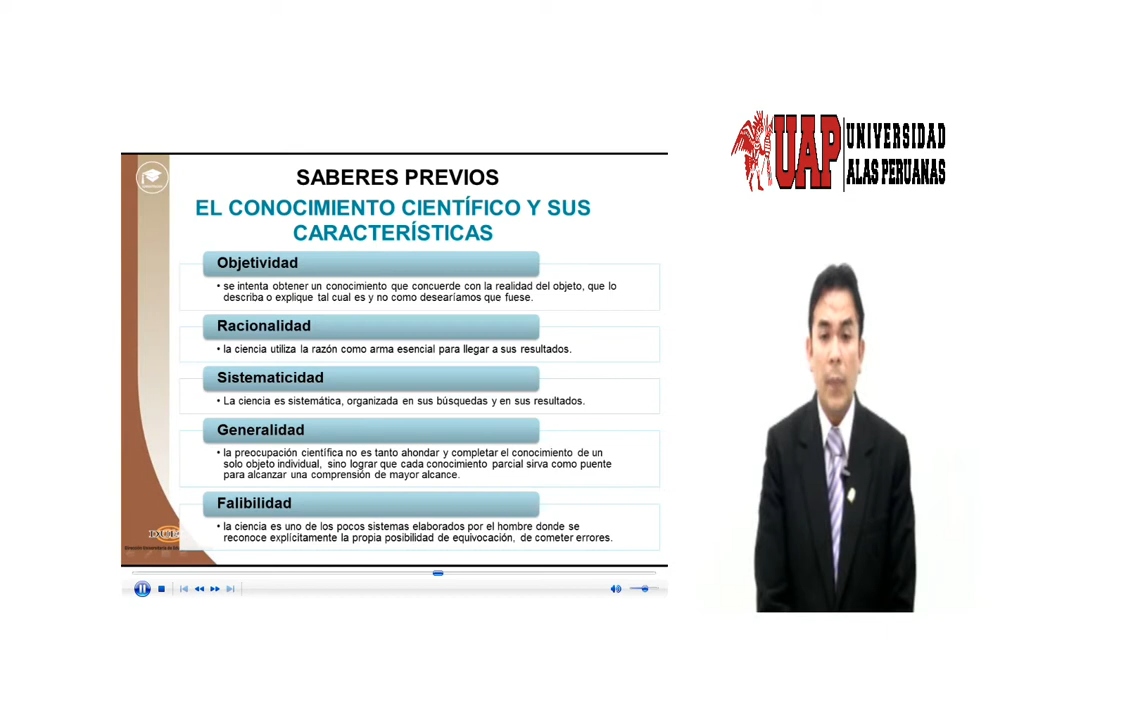 SABERES PREVIOS
EL CONOCIMIENTO CIENTÍFICO Y SUS
CARACTERÍSTICAS
Objetividad
• se intenta obtener un conocimiento que concuerde con la realidad del objeto, que lo
describa o explique tal cual es y no como desearíamos que fuese.
Racionalidad
• la ciencia utiliza la razón como arma esencial para llegar a sus resultados.
Sistematicidad
• La ciencia es sistemática, organizada en sus búsquedas y en sus resultados.
Generalidad
• la preocupación científica no es tanto ahondar y completar el conocimiento de un
solo objeto individual, sino lograr que cada conocimiento parcial sirva como puente
para alcanzar una comprensión de mayor alcance.
Falibilidad
• la ciencia es uno de los pocos sistemas elaborados por el hombre donde se
reconoce explícitamente la propia posibilidad de equivocación, de cometer errores.
UAP
UNIVERSIDAD
ALAS PERUANAS